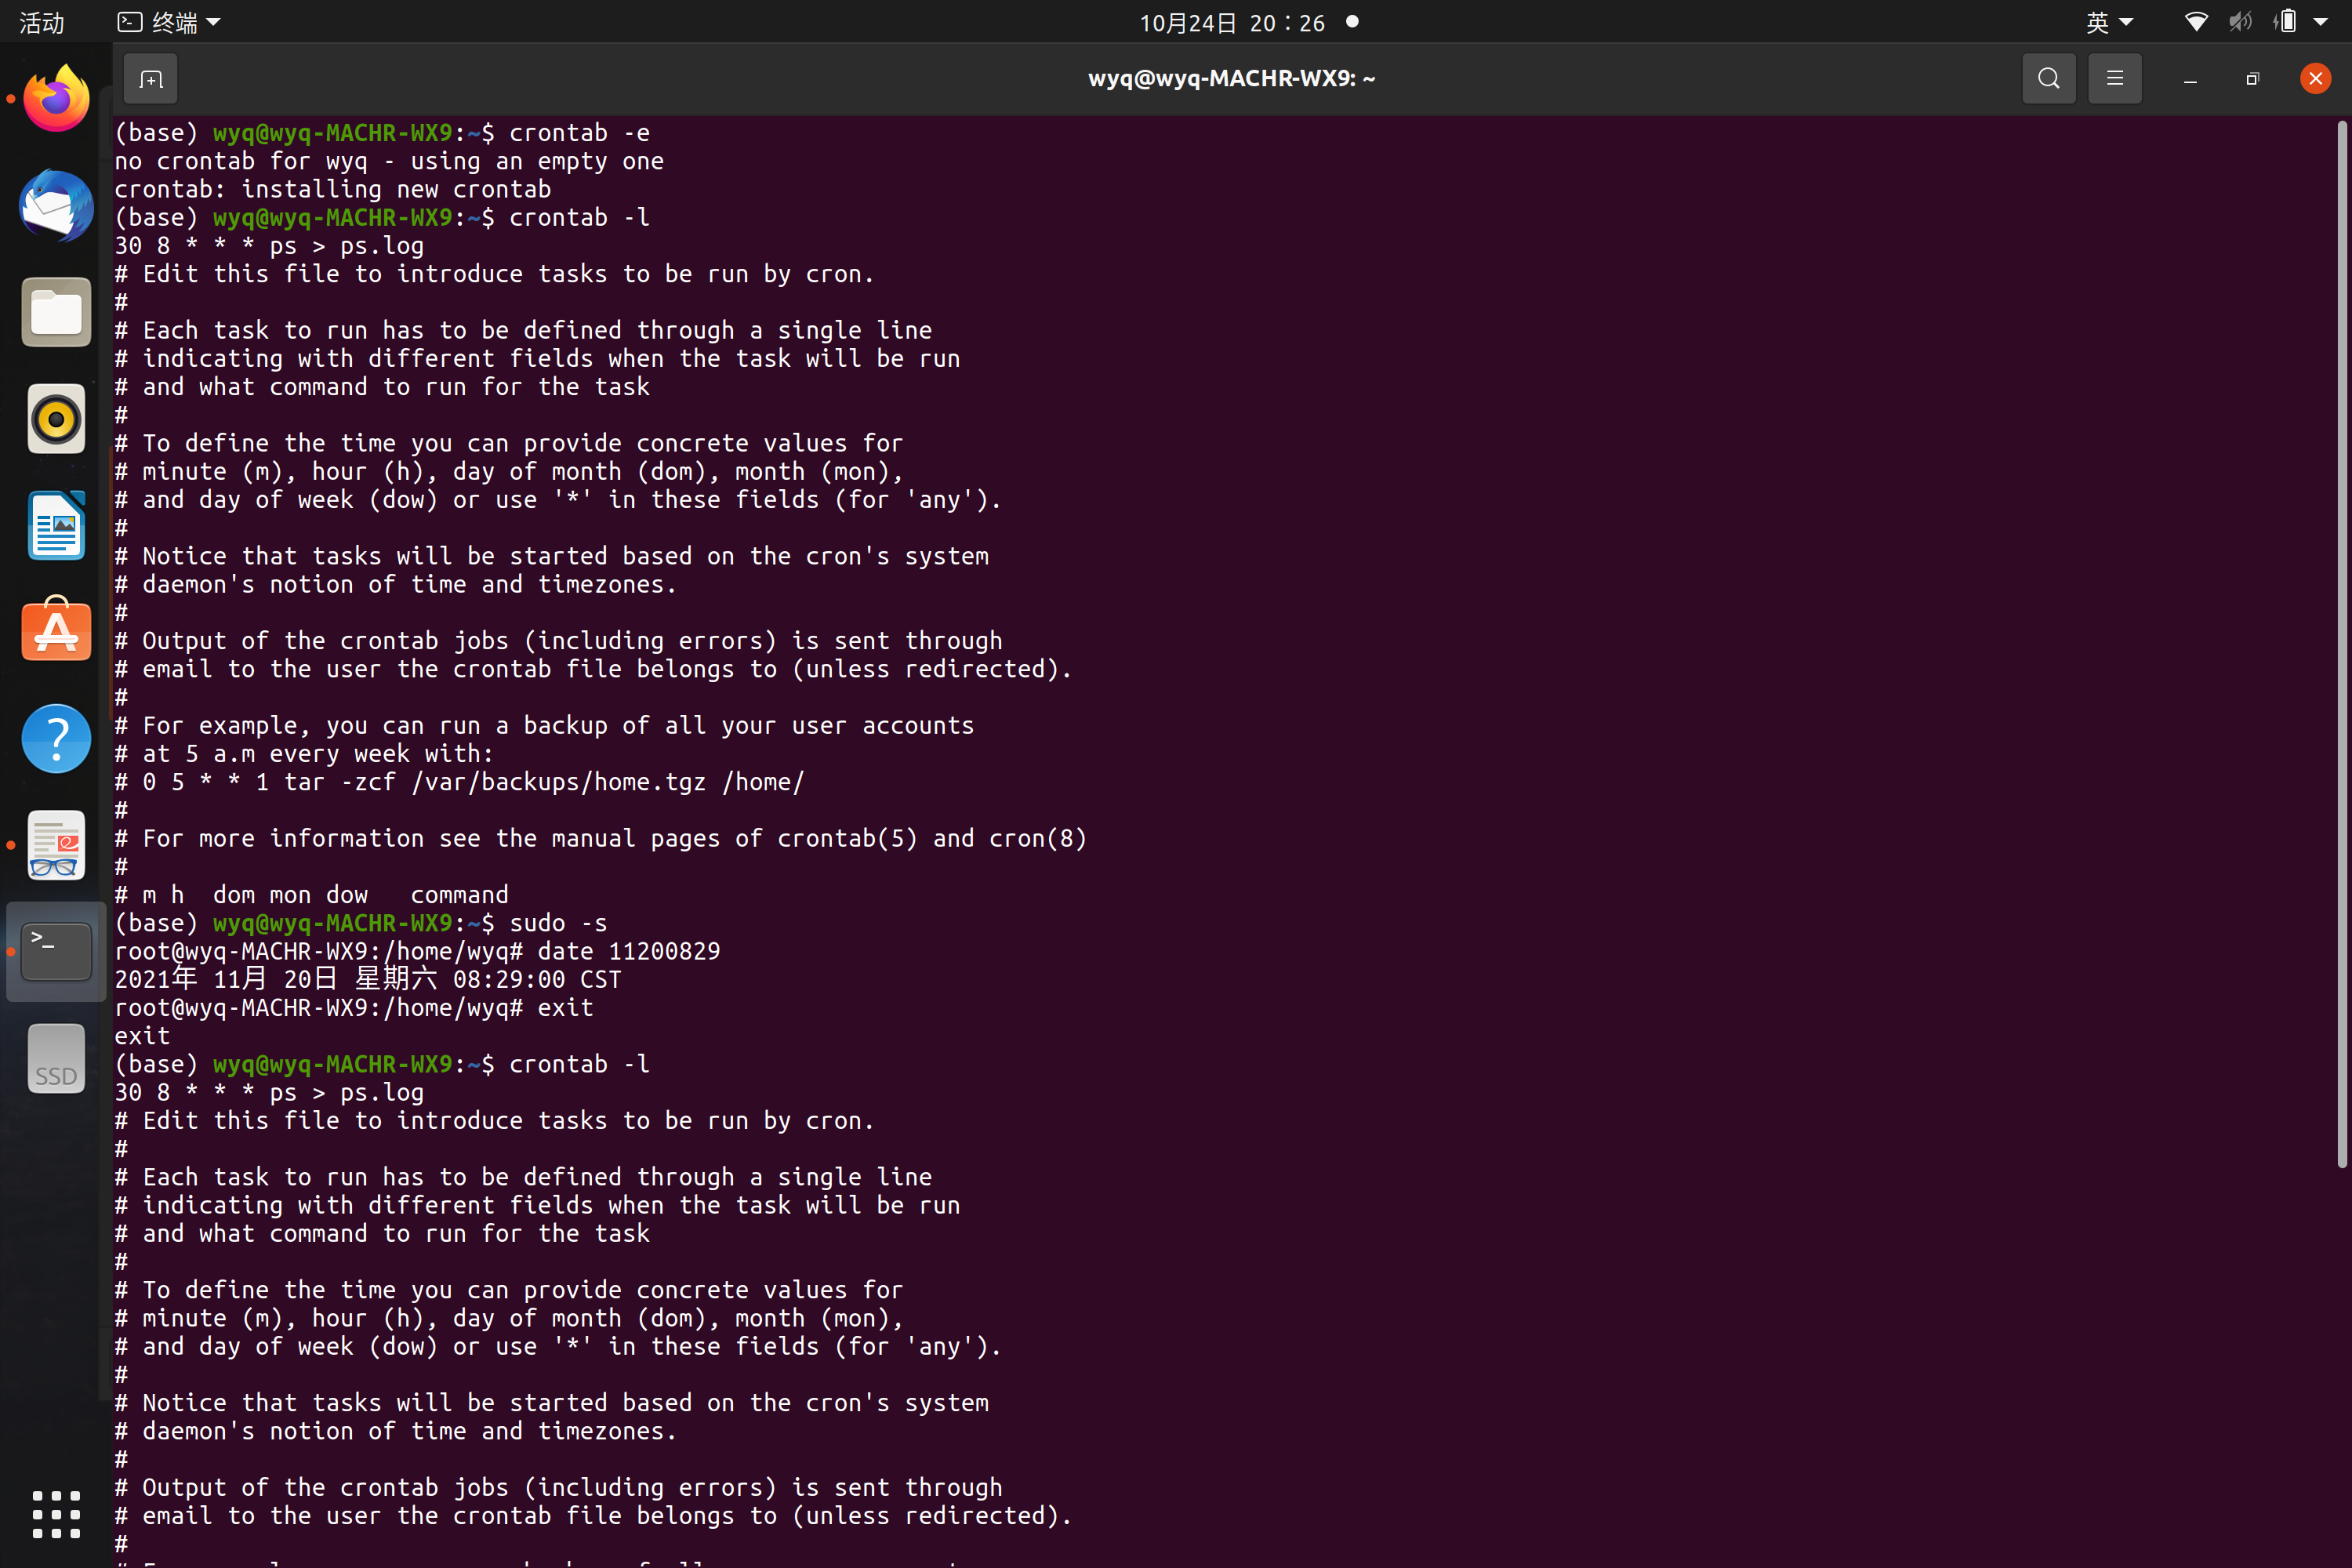 活动 终端 10月24日 20：26 英
wyq@wyq-MACHR-WX9: ~
(base) wyq@wyq-MACHR-WX9:~$ crontab -e
no crontab for wyq - using an empty one
crontab: installing new crontab
(base) wyq@wyq-MACHR-WX9:~$ crontab -l
30 8 * * * ps > ps.log
# Edit this file to introduce tasks to be run by cron.
#
# Each task to run has to be defined through a single line
# indicating with different fields when the task will be run
# and what command to run for the task
#
# To define the time you can provide concrete values for
# minute (m), hour (h), day of month (dom), month (mon),
# and day of week (dow) or use '*' in these fields (for 'any').
#
# Notice that tasks will be started based on the cron's system
# daemon's notion of time and timezones.
#
# Output of the crontab jobs (including errors) is sent through
# email to the user the crontab file belongs to (unless redirected).
#
# For example, you can run a backup of all your user accounts
# at 5 a.m every week with:
# 0 5 * * 1 tar -zcf /var/backups/home.tgz /home/
#
# For more information see the manual pages of crontab(5) and cron(8)
#
# m h  dom mon dow   command
(base) wyq@wyq-MACHR-WX9:~$ sudo -s
root@wyq-MACHR-WX9:/home/wyq# date 11200829
2021年 11月 20日 星期六 08:29:00 CST
root@wyq-MACHR-WX9:/home/wyq# exit
exit
(base) wyq@wyq-MACHR-WX9:~$ crontab -l
30 8 * * * ps > ps.log
# Edit this file to introduce tasks to be run by cron.
#
# Each task to run has to be defined through a single line
# indicating with different fields when the task will be run
# and what command to run for the task
#
# To define the time you can provide concrete values for
# minute (m), hour (h), day of month (dom), month (mon),
# and day of week (dow) or use '*' in these fields (for 'any').
#
# Notice that tasks will be started based on the cron's system
# daemon's notion of time and timezones.
#
# Output of the crontab jobs (including errors) is sent through
# email to the user the crontab file belongs to (unless redirected).
#
SSD